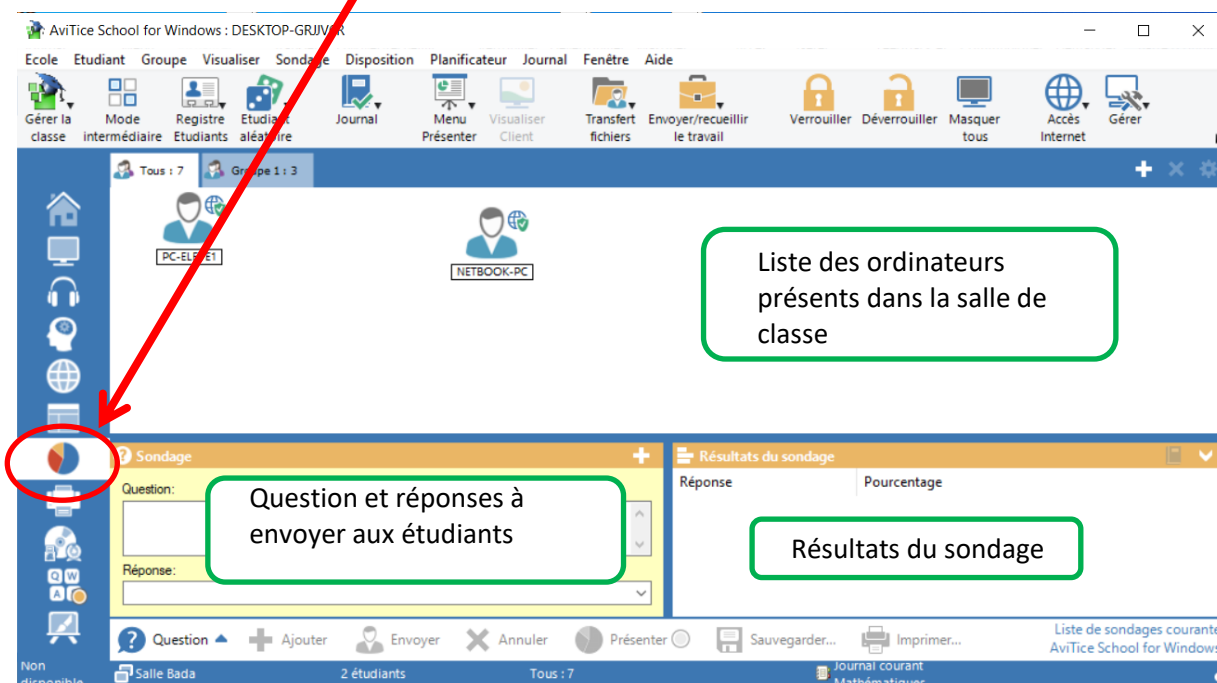 AviTice School for Windows : DESKTOP-GRJJVCR
Ecole Etudiant Groupe Visualiser Sondage Disposition Planificateur Journal Fenêtre Aide
Gérer la classe
Mode intermédiaire
Registre Etudiants
Etudiant aléatoire
Journal
Menu Présenter
Visualiser Client
Transfert fichiers
Envoyer/recueillir le travail
Verrouiller
Déverrouiller
Masquer tous
Accès Internet
Gérer
Tous : 7
Groupe 1 : 3
PC-ELEVE1
NETBOOK-PC
Liste des ordinateurs
présents dans la salle de
classe
Sondage
Question:
Question et réponses à
envoyer aux étudiants
Réponse:
Résultats du sondage
Réponse Pourcentage
Résultats du sondage
Q W
A
Question Ajouter Envoyer Annuler Présenter Sauvegarder... Imprimer...
Liste de sondages courante
AviTice School for Windows
Non
disponible
Salle Bada
2 étudiants
Tous : 7
Journal courant
Mathématiques